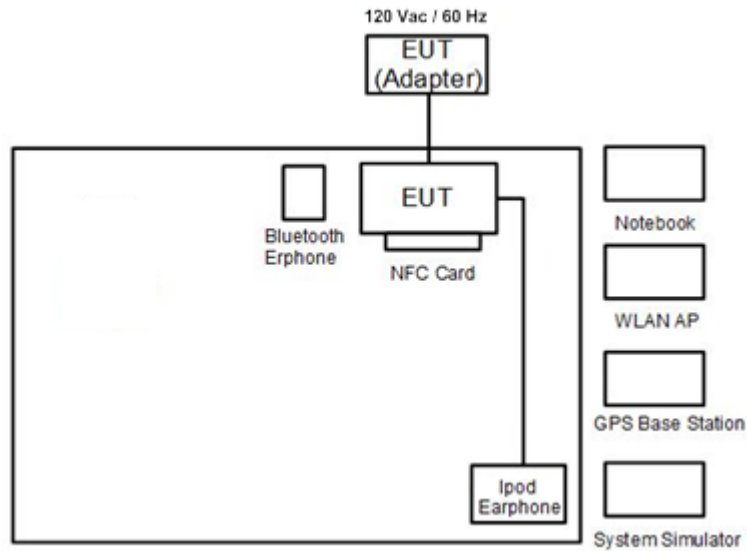 120 Vac / 60 Hz
EUT
(Adapter)
EUT
Bluetooth
Erphone
NFC Card
Notebook
WLAN AP
GPS Base Station
Ipod
Earphone
System Simulator